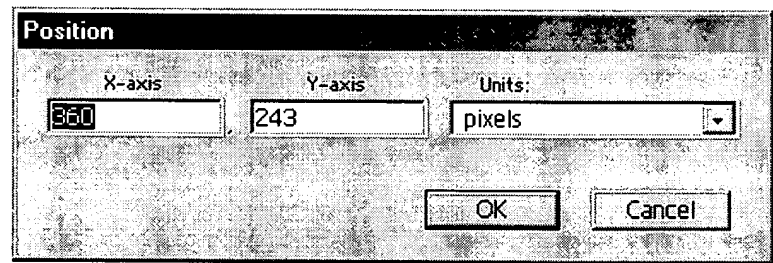 Position
X-axis Y-axis Units:
360 , 243 pixels
OK Cancel